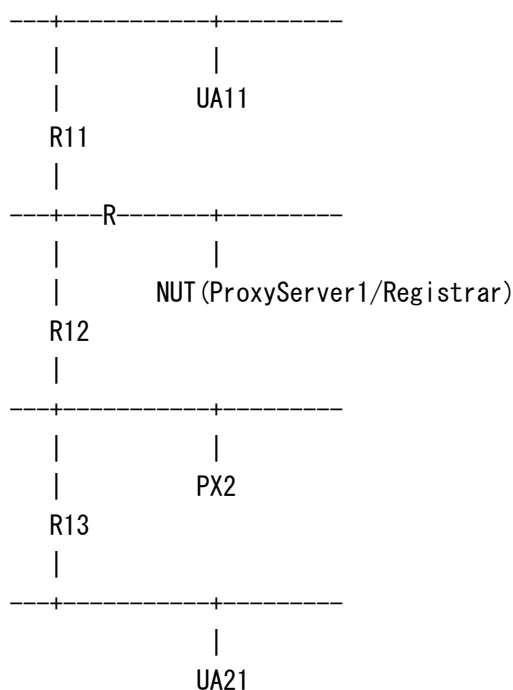 ---+-----------+---------
|           |
|         UA11
R11
|
---+---R-------+---------
|           |
|      NUT(ProxyServer1/Registrar)
R12
|
---+-----------+---------
|           |
|         PX2
R13
|
---+-----------+---------
|
UA21